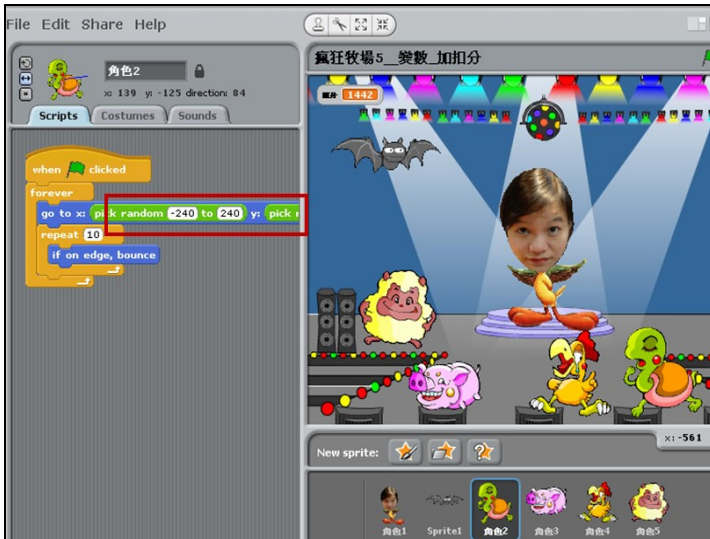 File Edit Share Help
角色2
x: 139 y: -125 direction: 84
Scripts Costumes Sounds
when clicked
forever
go to x: pick random -240 to 240 y: pick r
repeat 10
if on edge, bounce
瘋狂牧場5__變數_加扣分
1442
x: -561
New sprite:
角色1 Sprite1 角色2 角色3 角色4 角色5